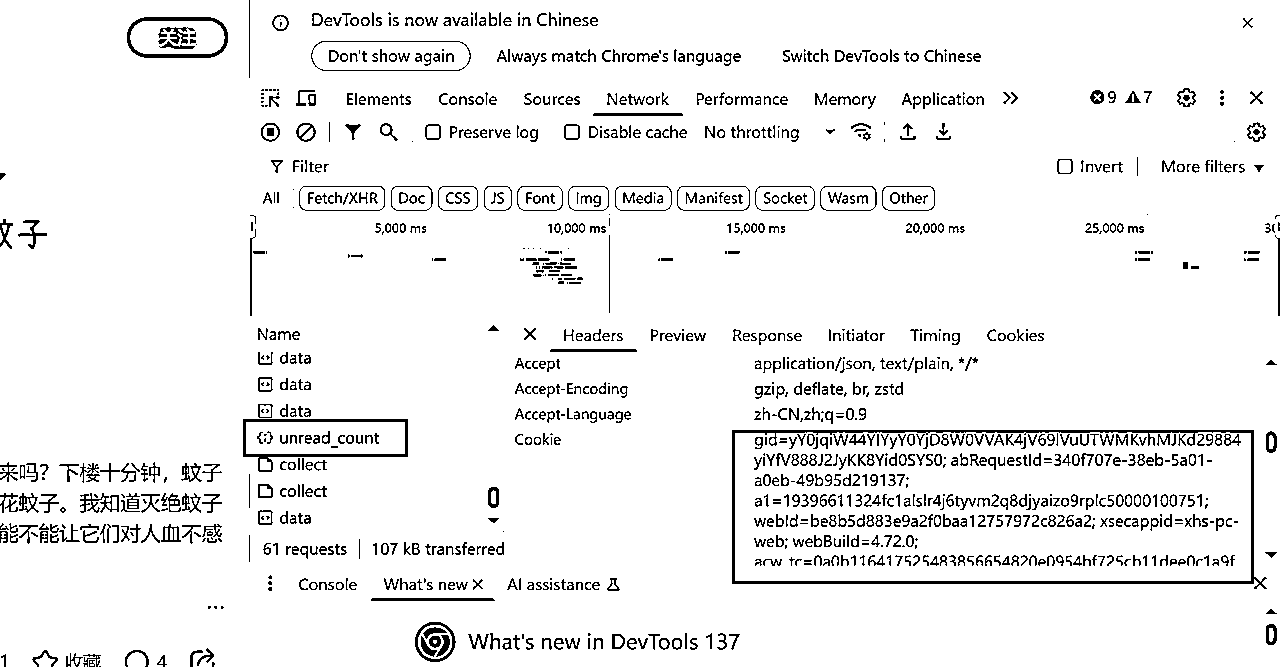 关注
DevTools is now available in Chinese
Don't show again Always match Chrome's language Switch DevTools to Chinese
Elements Console Sources Network Performance Memory Application 9 7
Preserve log Disable cache No throttling
Filter Invert More filters
All Fetch/XHR Doc CSS JS Font Img Media Manifest Socket Wasm Other
蚊子
5,000 ms 10,000 ms 15,000 ms 20,000 ms 25,000 ms
Name Headers Preview Response Initiator Timing Cookies
data Accept application/json, text/plain, */*
data Accept-Encoding gzip, deflate, br, zstd
data Accept-Language zh-CN,zh;q=0.9
unread_count Cookie gid=yY0jqiW44YIYyY0YjD8W0VVAK4jV69lVuUTWMKvhMJKd29884
collect yiYfV888J2JyKK8Yid0SYS0; abRequestId=340f707e-38eb-5a01-
来吗？下楼十分钟，蚊子
a0eb-49b95d219137;
collect a1=19396611324fc1alslr4j6tyvm2q8djyaizo9rplc50000100751;
花蚊子。我知道灭绝蚊子
data webId=be8b5d883e9a2f0baa12757972c826a2; xsecappid=xhs-pc-
能不能让它们对人血不感
web; webBuild=4.72.0;
61 requests 107 kB transferred
acw_tc=0a0b116417525483856654820e0954bf725cb11dee0c1a9f
Console What's new AI assistance
...
What's new in DevTools 137
1 收藏 4